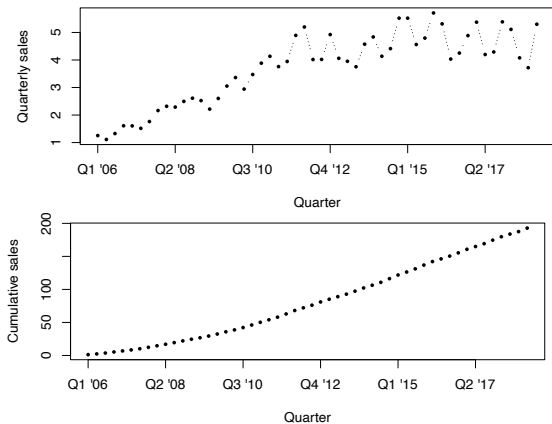 Quarterly sales
5
4
3
2
1
Q1 '06 Q2 '08 Q3 '10 Q4 '12 Q1 '15 Q2 '17
Quarter
Cumulative sales
200
100
50
0
Q1 '06 Q2 '08 Q3 '10 Q4 '12 Q1 '15 Q2 '17
Quarter